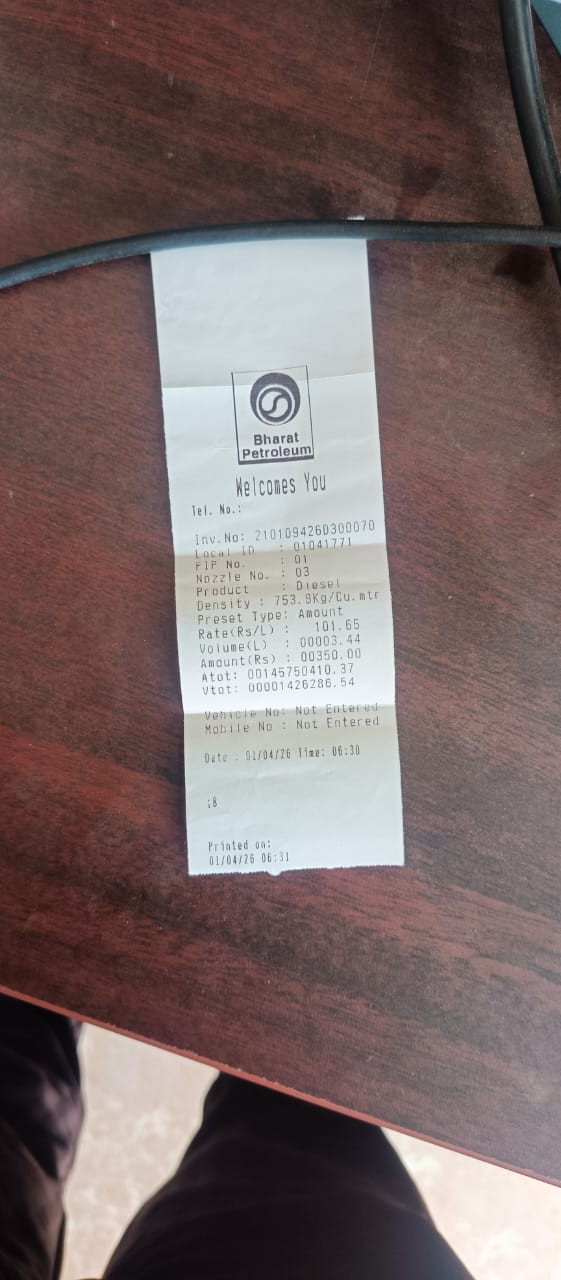 Bharat
Petroleum
Welcomes You
Tel. No.:
Inv.No: 210109426D300070
Local ID : 01041771
FIP No. : 01
Nozzle No. : 03
Product : Diesel
Density : 753.8Kg/Cu.mtr
Preset Type: Amount
Rate(Rs/L) : 101.65
Volume(L) : 00003.44
Amount(Rs) : 00350.00
Atot: 00145750410.37
Vtot: 00001426286.54
Vehicle No: Not Entered
Mobile No : Not Entered
Date : 01/04/26 Time: 06:30
;8
Printed on:
01/04/26 06:31